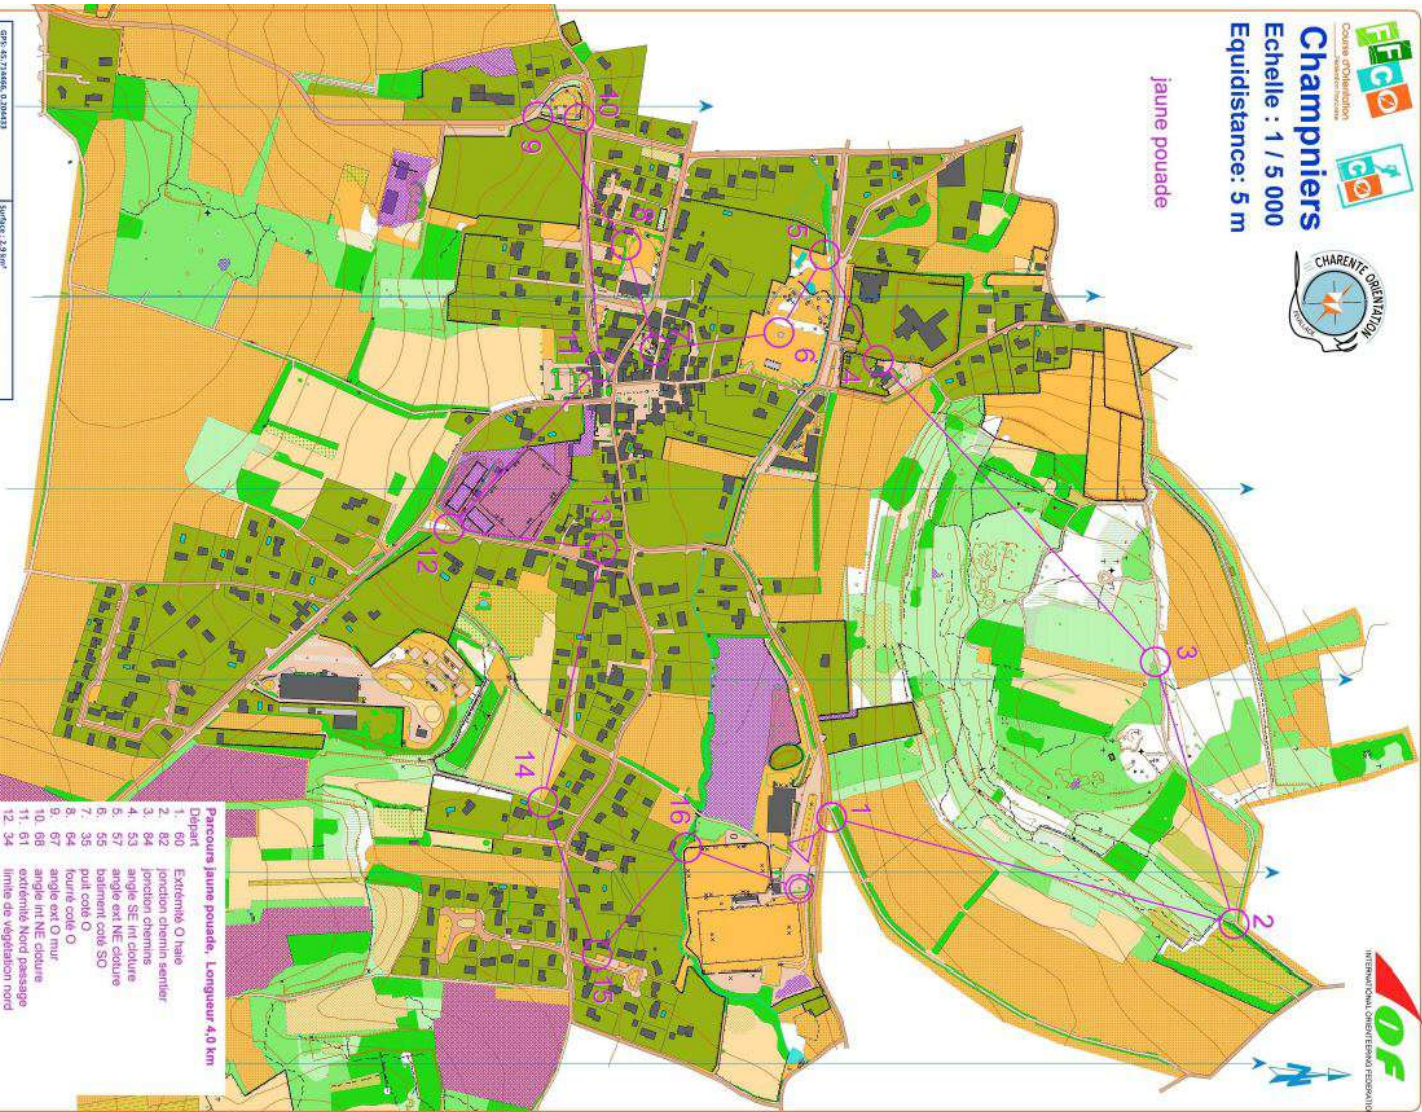 FFCO
Course d'Orientation
CO
Champniers
Echelle : 1 / 5 000
Equidistance: 5 m
CHARENTE ORIENTATION
jaune pouade
IOF
INTERNATIONAL ORIENTEERING FEDERATIO
N
1
2
3
4
5
6
8
9
10
11
12
13
14
15
16
Parcours jaune pouade, Longueur 4,0 km
Départ
1. 60 Extrémité O haie
2. 82 jonction chemin sentier
3. 84 jonction chemins
4. 53 angle SE int cloture
5. 57 angle ext NE cloture
6. 55 batiment coté SO
7. 35 puit coté O
8. 64 fourré coté O
9. 67 angle ext O mur
10. 68 angle int NE cloture
11. 61 extrémité Nord passage
12. 34 limite de végétation nord